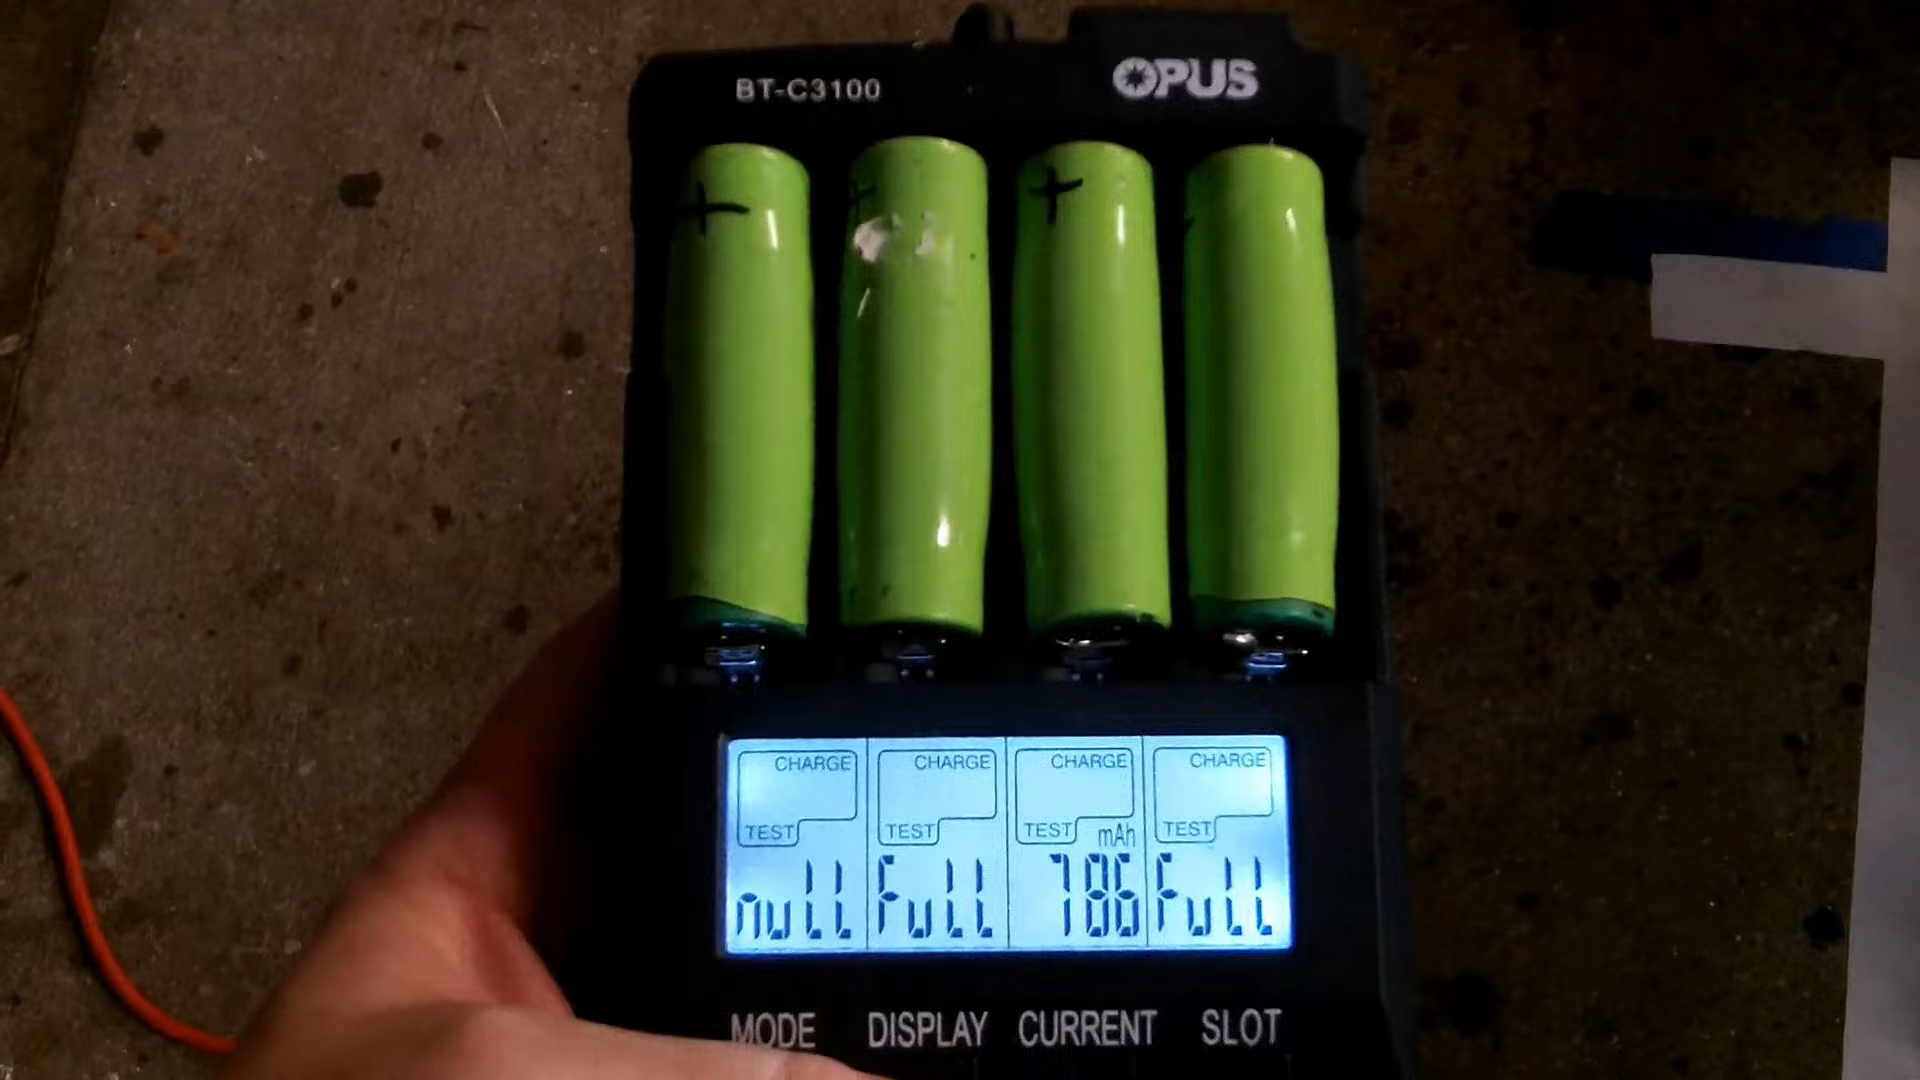 BT-C3100 OPUS
+ + +
CHARGE CHARGE CHARGE CHARGE
TEST TEST TEST mAh TEST
null Full 786 Full
MODE DISPLAY CURRENT SLOT